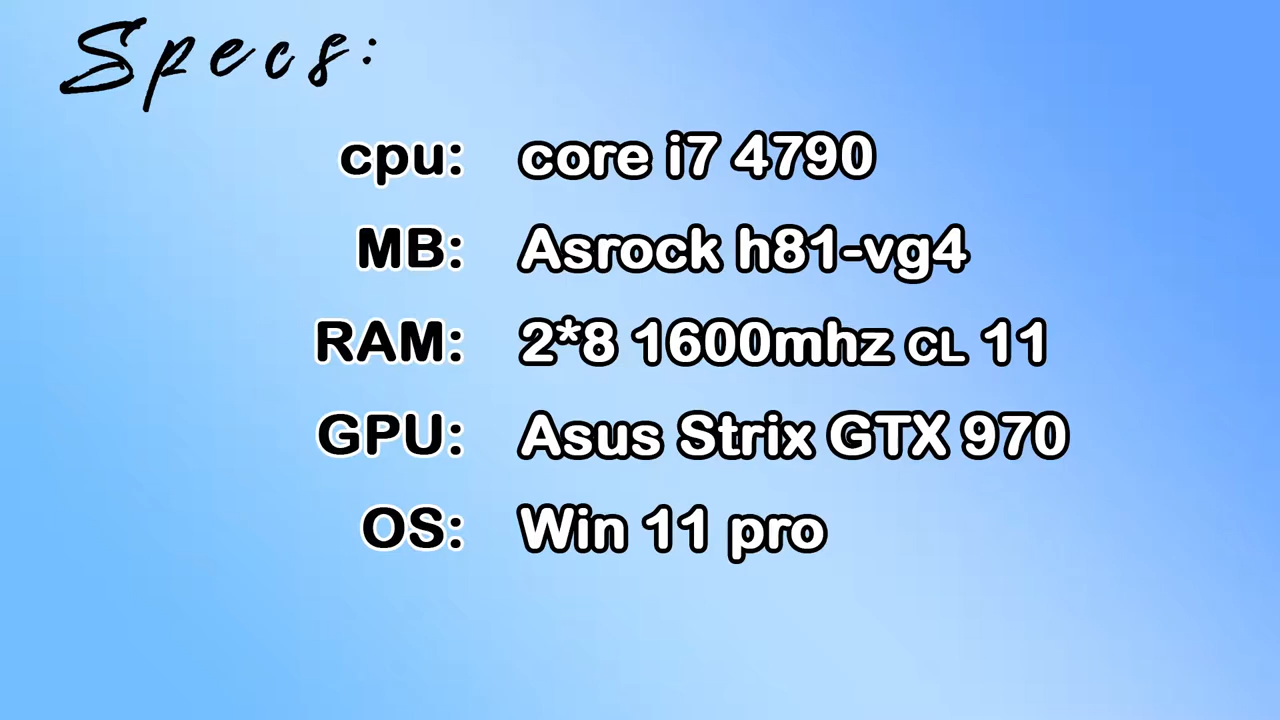 Specs:
cpu: core i7 4790
MB: Asrock h81-vg4
RAM: 2*8 1600mhz CL 11
GPU: Asus Strix GTX 970
OS: Win 11 pro